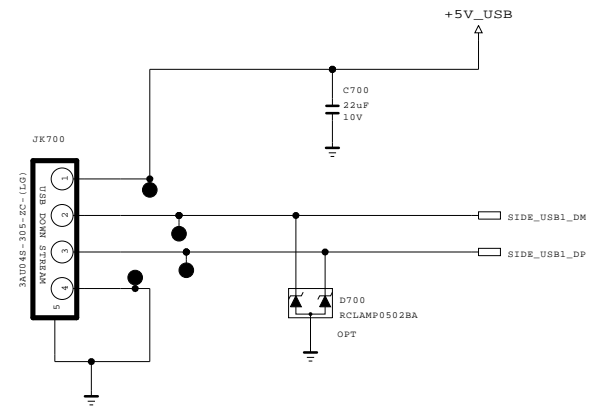 +5V_USB
C700
22uF
10V
JK700
3AU04S-305-ZC-(LG)
USB DOWN STREAM
1
2
3
4
5
SIDE_USB1_DM
SIDE_USB1_DP
D700
RCLAMP0502BA
OPT